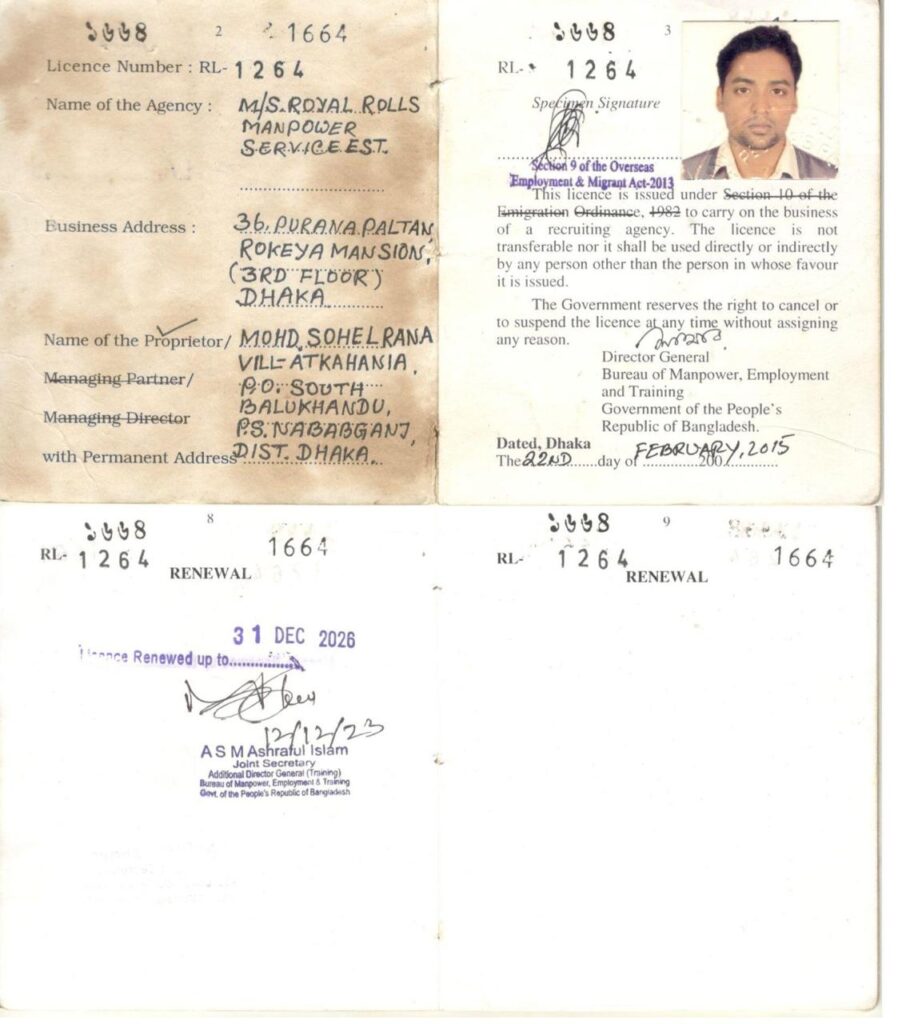 ১৬৬৪ 2 1664
Licence Number : RL- 1264
Name of the Agency : M/S. ROYAL ROLLS
MANPOWER
SERVICE EST.
Business Address : 36, PURANA PALTAN
ROKEYA MANSION,
(3RD FLOOR)
DHAKA
Name of the Proprietor/ MOHD. SOHEL RANA
VILL-ATKAHANIA,
Managing Partner/ P.O. SOUTH
BALUKHANDU,
Managing Director
P.S. NABABGANJ,
with Permanent Address DIST. DHAKA.
১৬৬৪ 3
RL- 1264
Specimen Signature
Section 9 of the Overseas
Employment & Migrant Act-2013
This licence is issued under Section 10 of the
Emigration Ordinance, 1982 to carry on the business
of a recruiting agency. The licence is not
transferable nor it shall be used directly or indirectly
by any person other than the person in whose favour
it is issued.
The Government reserves the right to cancel or
to suspend the licence at any time without assigning
any reason.
Director General
Bureau of Manpower, Employment
and Training
Government of the People's
Republic of Bangladesh.
Dated, Dhaka
The 22ND day of FEBRUARY, 2015 200
১৬৬৪ 8 1664
RL- 1264
RENEWAL
31 DEC 2026
Licence Renewed up to
12/12/23
A S M Ashraful Islam
Joint Secretary
Additional Director General (Training)
Bureau of Manpower, Employment & Training
Govt. of the People's Republic of Bangladesh
১৬৬৪ 9
RL- 1264 1664
RENEWAL